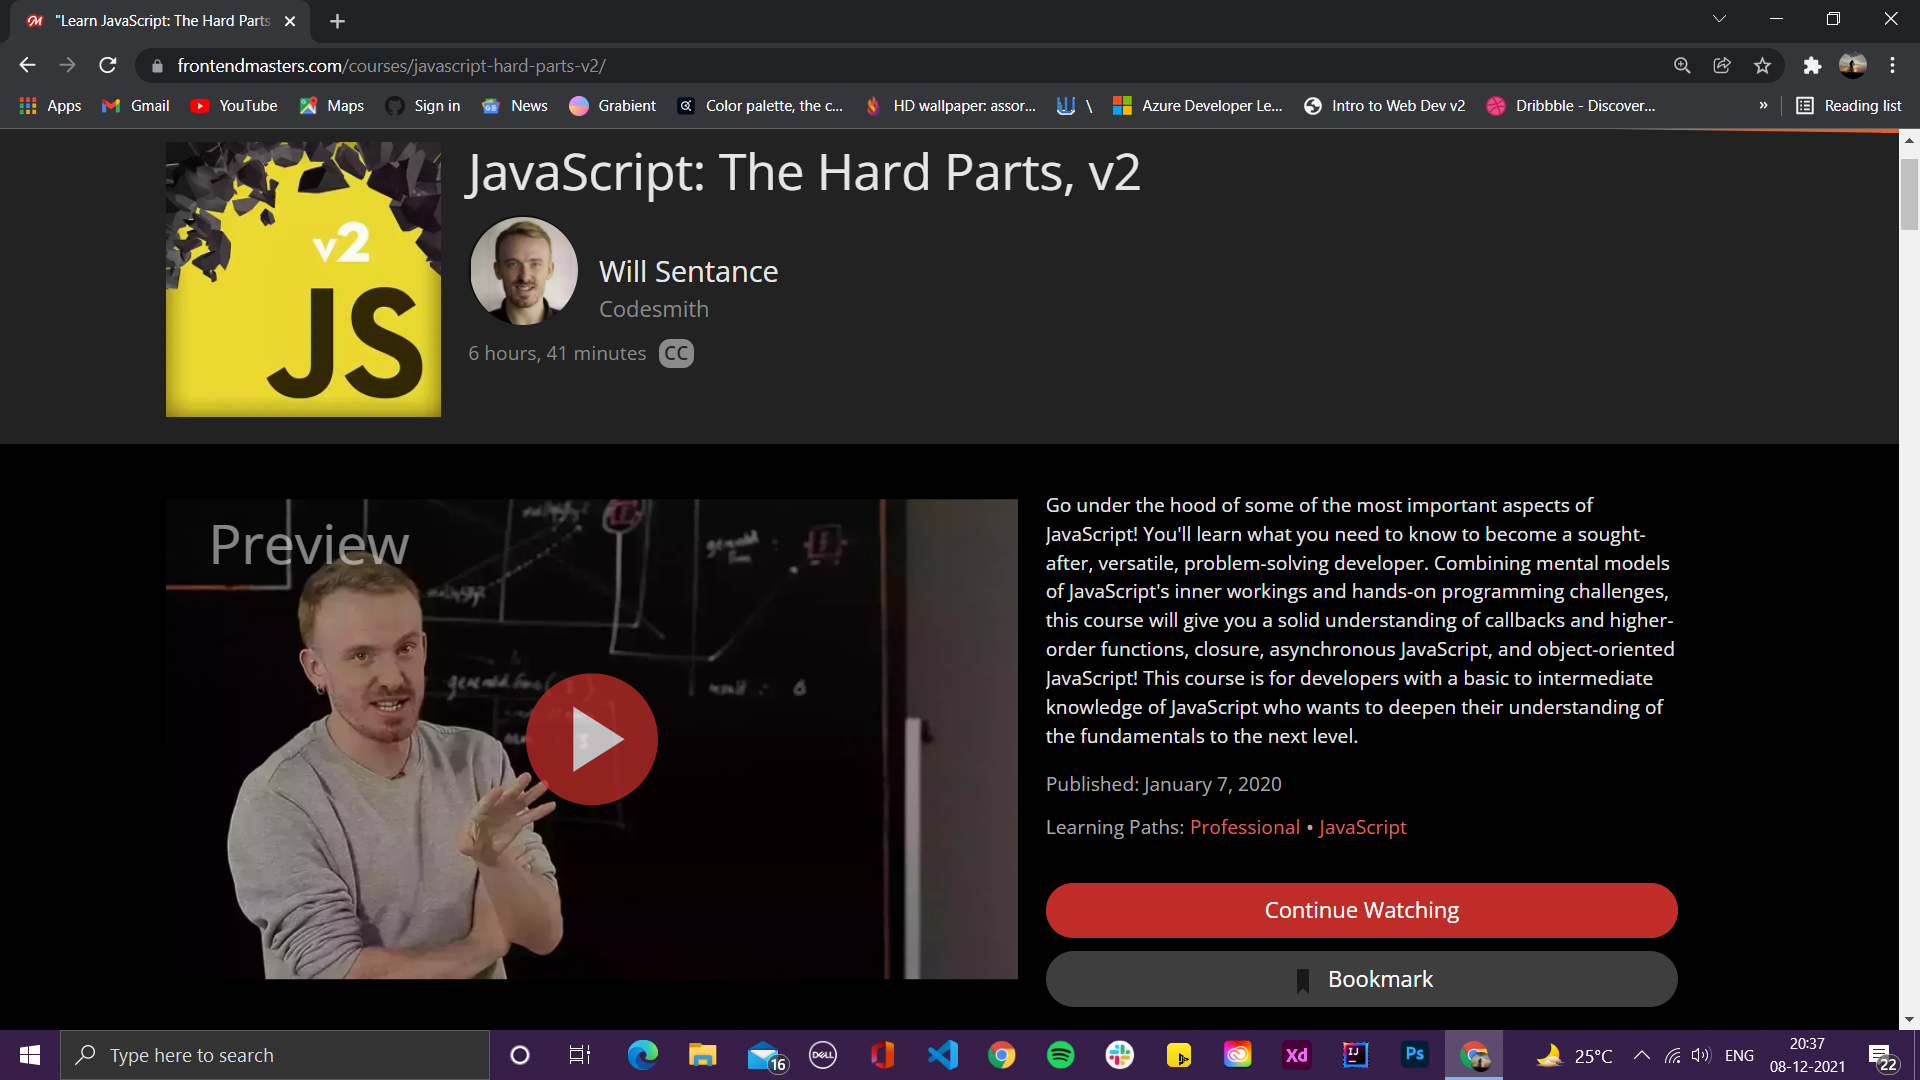 "Learn JavaScript: The Hard Parts
frontendmasters.com/courses/javascript-hard-parts-v2/
Apps Gmail YouTube Maps Sign in News Grabient Color palette, the c... HD wallpaper: assor... \ Azure Developer Le... Intro to Web Dev v2 Dribbble - Discover... » Reading list
JavaScript: The Hard Parts, v2
v2
JS
Will Sentance
Codesmith
6 hours, 41 minutes CC
Preview
result : 6
Go under the hood of some of the most important aspects of
JavaScript! You'll learn what you need to know to become a sought-
after, versatile, problem-solving developer. Combining mental models
of JavaScript's inner workings and hands-on programming challenges,
this course will give you a solid understanding of callbacks and higher-
order functions, closure, asynchronous JavaScript, and object-oriented
JavaScript! This course is for developers with a basic to intermediate
knowledge of JavaScript who wants to deepen their understanding of
the fundamentals to the next level.
Published: January 7, 2020
Learning Paths: Professional • JavaScript
Continue Watching
Bookmark
Type here to search
16
DELL
Xd
IJ
Ps
25°C
ENG
20:37
08-12-2021
22